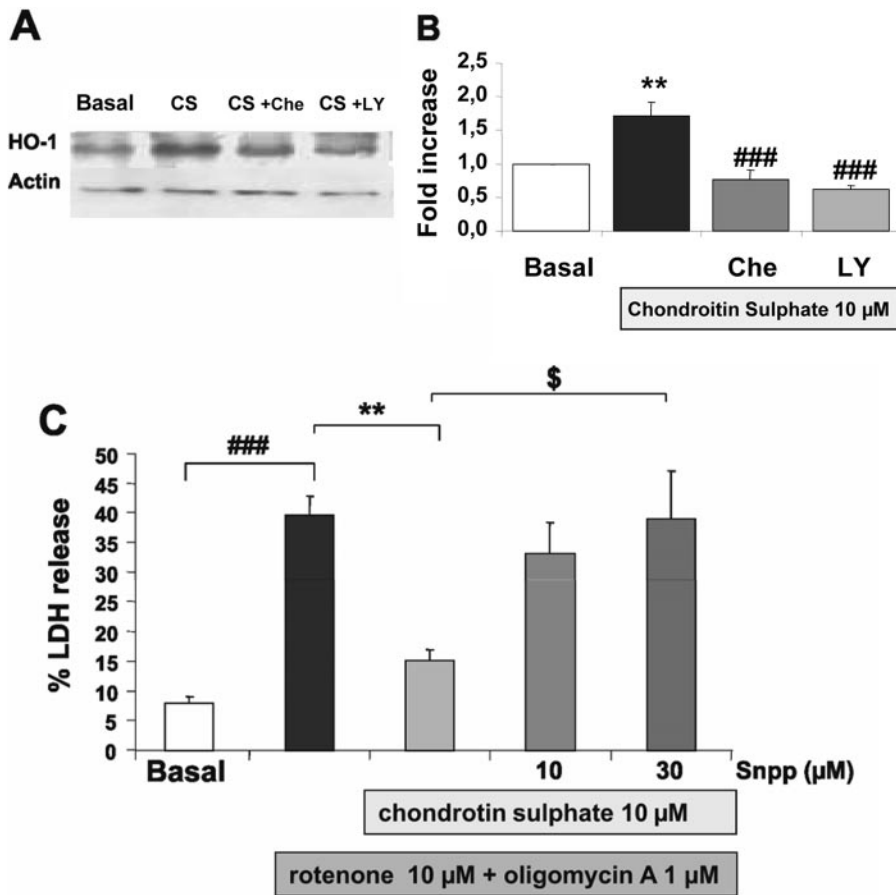 A
Basal CS CS +Che CS +LY
HO-1
Actin
B
Fold increase
2,5
2,0
1,5
1,0
0,5
0,0
**
###
###
Basal Che LY
Chondroitin Sulphate 10 µM
C
% LDH release
50
45
40
35
30
25
20
15
10
5
0
###
**
$
Basal 10 30 Snpp (µM)
chondrotin sulphate 10 µM
rotenone 10 µM + oligomycin A 1 µM